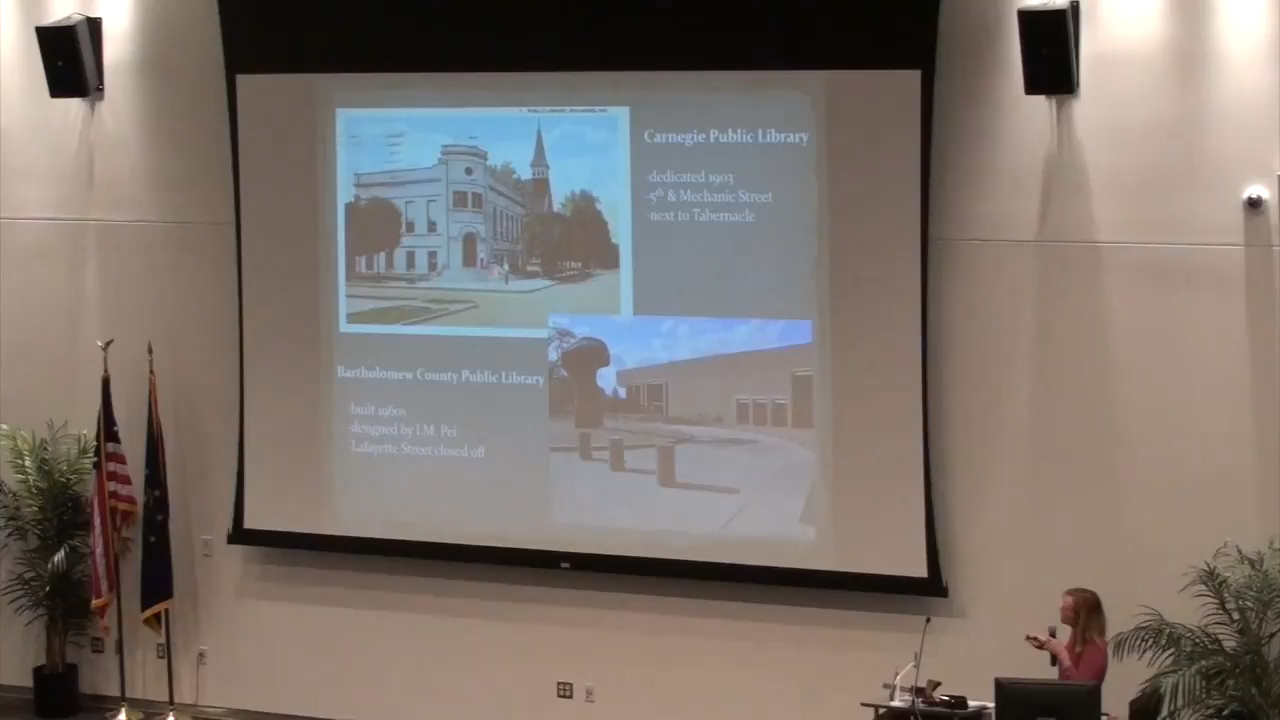 Carnegie Public Library
-dedicated 1903
-5th & Mechanic Street
-next to Tabernacle
Bartholomew County Public Library
-built 1960s
-designed by I.M. Pei
-Lafayette Street closed off